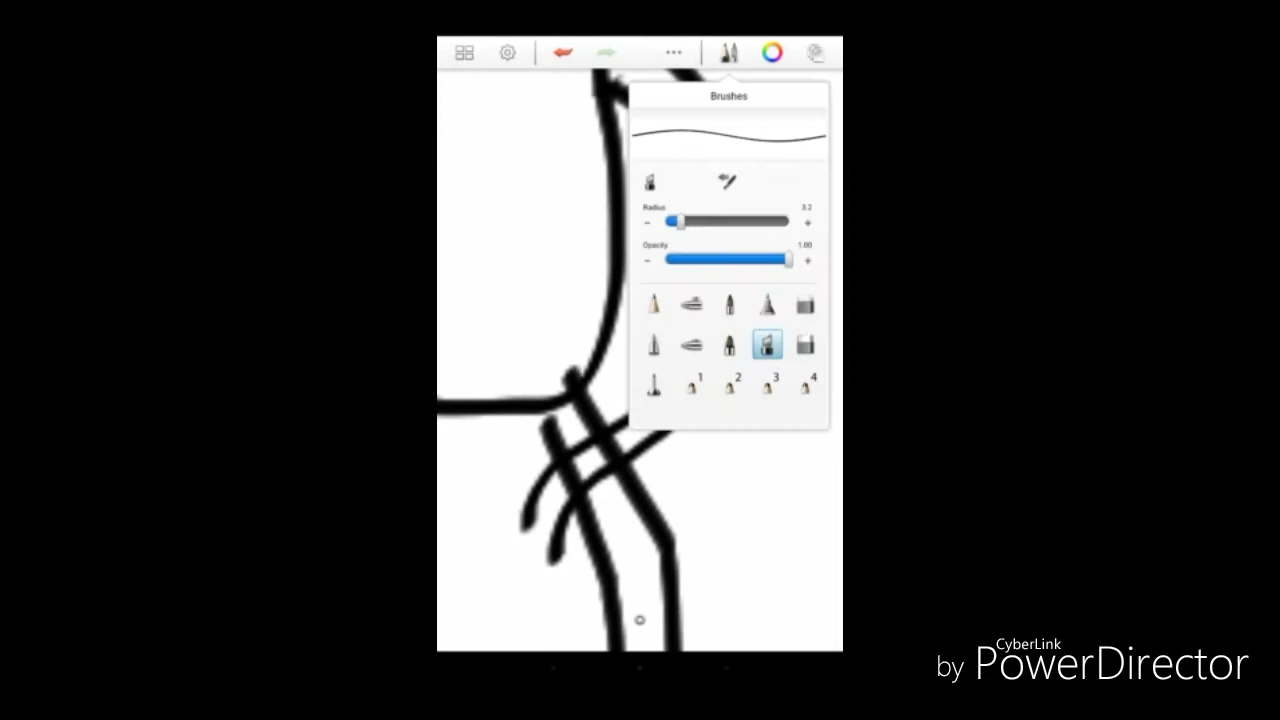 Brushes
Radius
3.2
Opacity
1.00
1
2
3
4
CyberLink
by PowerDirector